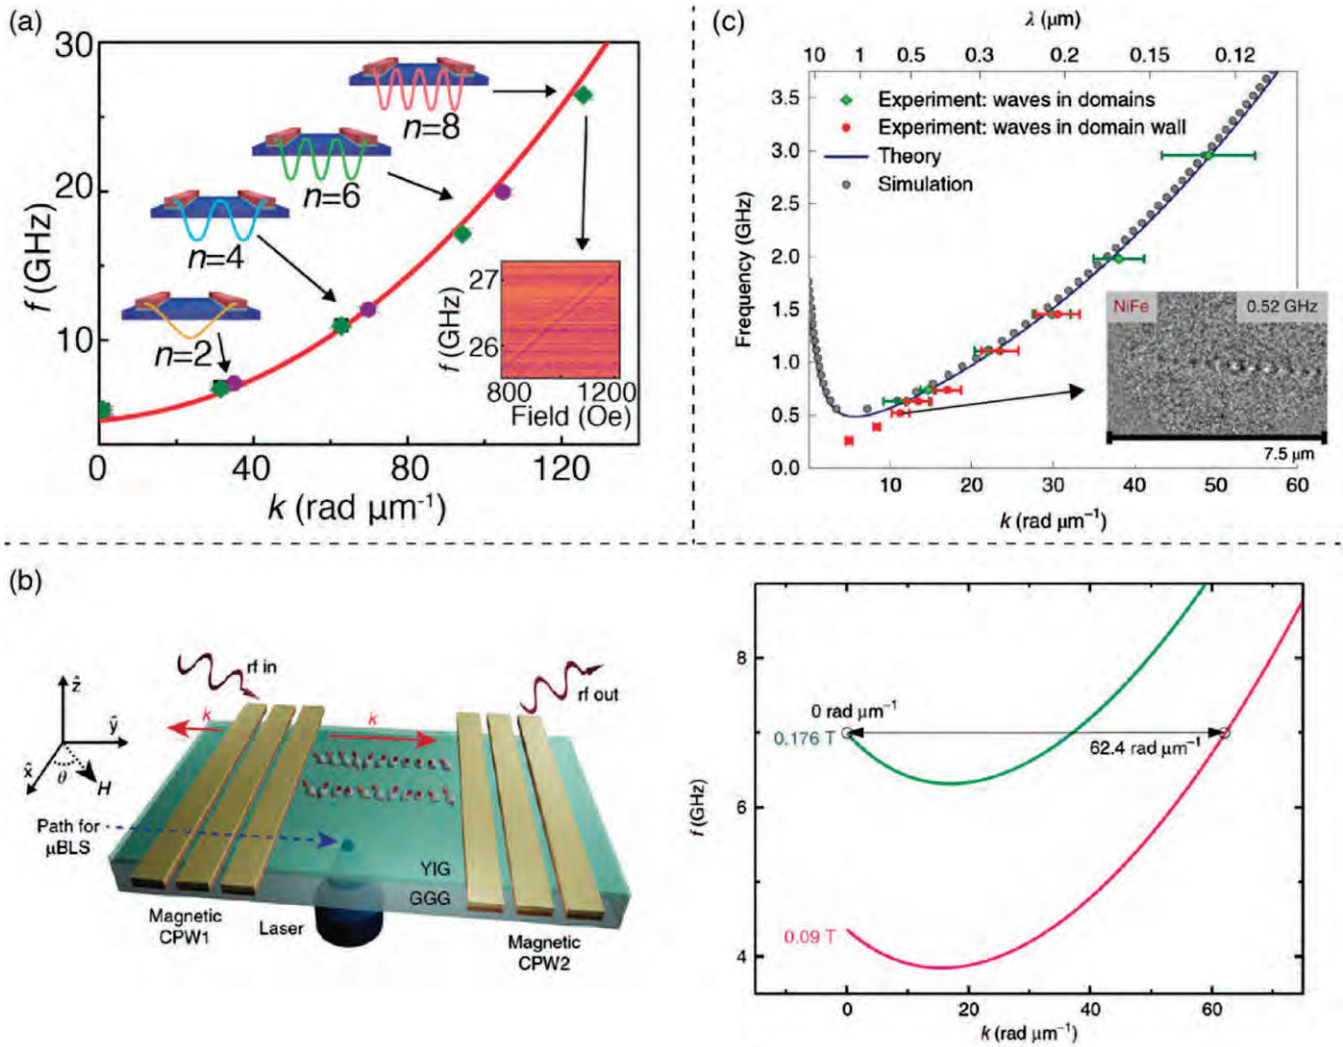 (a)
30
20
10
f (GHz)
0
40
80
120
k (rad μm⁻¹)
n=8
n=6
n=4
n=2
27
26
f (GHz)
800
1200
Field (Oe)
(c)
λ (μm)
10
1
0.5
0.3
0.2
0.15
0.12
3.5
3.0
2.5
2.0
1.5
1.0
0.5
0.0
Frequency (GHz)
Experiment: waves in domains
Experiment: waves in domain wall
Theory
Simulation
NiFe
0.52 GHz
7.5 μm
0
10
20
30
40
50
60
k (rad μm⁻¹)
(b)
rf in
rf out
ẑ
ŷ
x̂
θ
H
k
k
Path for
μBLS
YIG
GGG
Magnetic
CPW1
Laser
Magnetic
CPW2
8
6
4
f (GHz)
0 rad μm⁻¹
0.176 T
62.4 rad μm⁻¹
0.09 T
0
20
40
60
k (rad μm⁻¹)